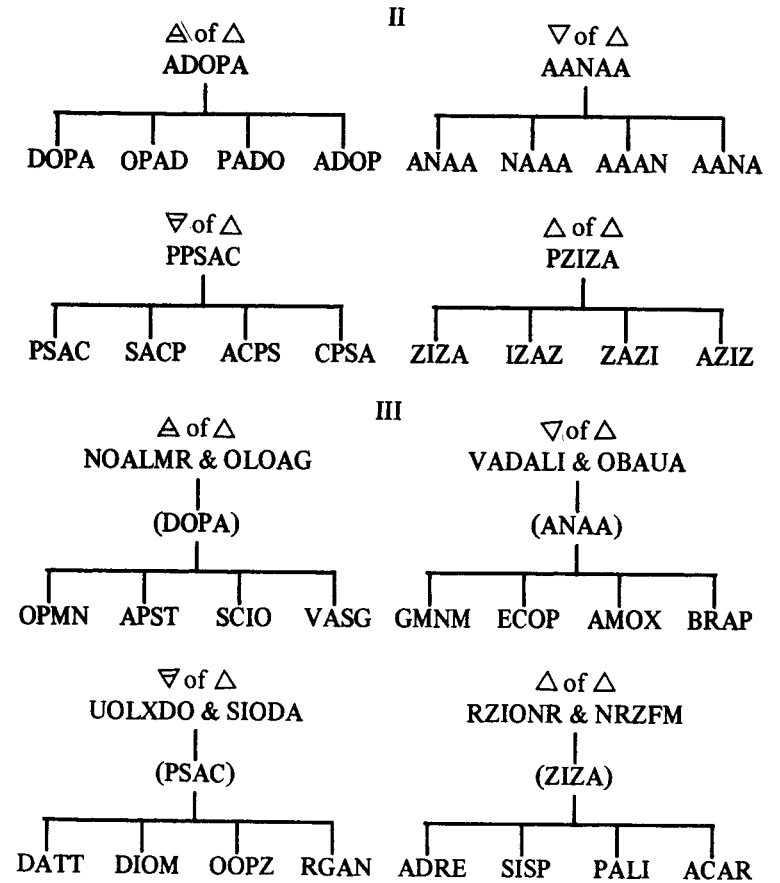 II
🜁 of 🜂
ADOPA
DOPA OPAD PADO ADOP
🜄 of 🜂
AANAA
ANAA NAAA AAAN AANA
🜃 of 🜂
PPSAC
PSAC SACP ACPS CPSA
🜂 of 🜂
PZIZA
ZIZA IZAZ ZAZI AZIZ
III
🜁 of 🜂
NOALMR & OLOAG
(DOPA)
OPMN APST SCIO VASG
🜄 of 🜂
VADALI & OBAUA
(ANAA)
GMNM ECOP AMOX BRAP
🜃 of 🜂
UOLXDO & SIODA
(PSAC)
DATT DIOM OOPZ RGAN
🜂 of 🜂
RZIONR & NRZFM
(ZIZA)
ADRE SISP PALI ACAR